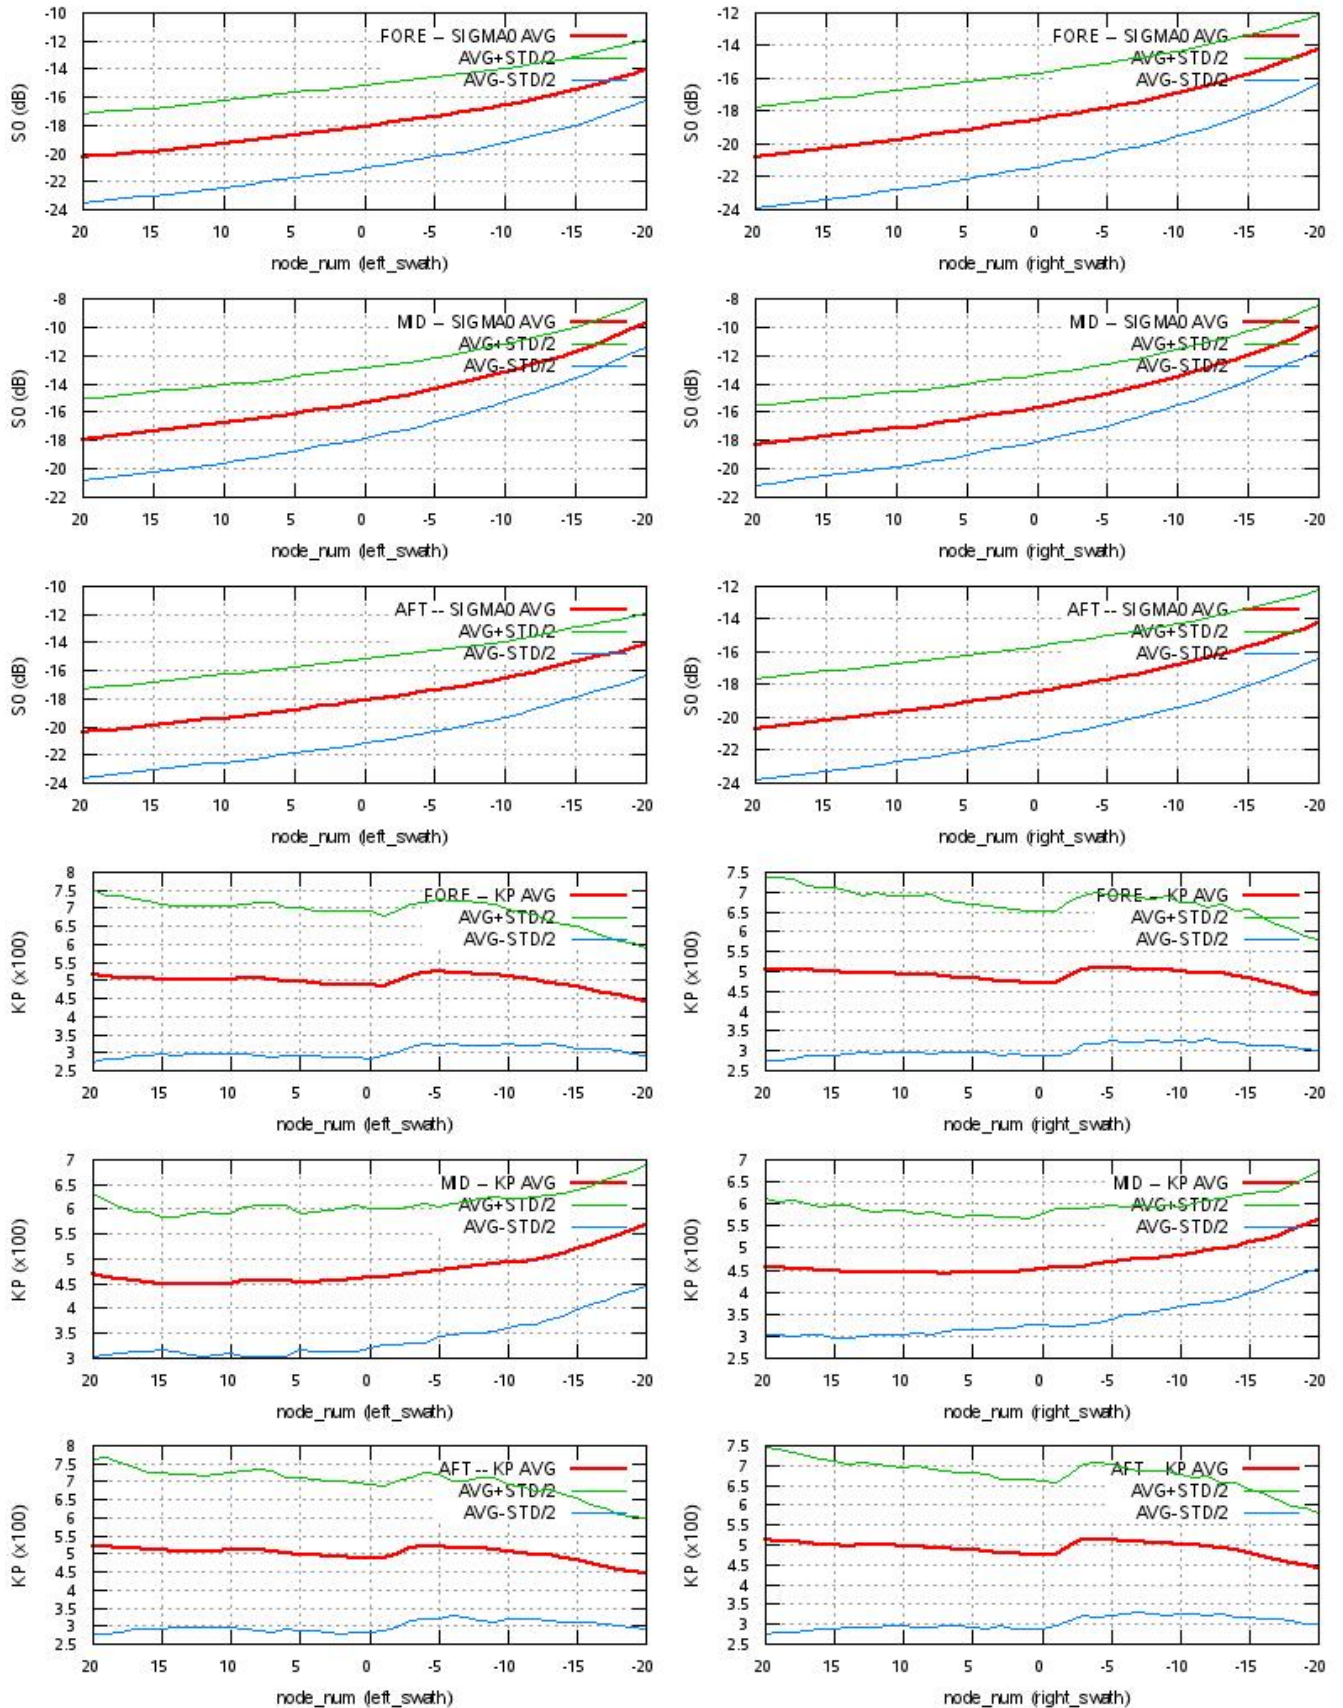 -10
-12
-14
-16
-18
-20
-22
-24
S0 (dB)
FORE -- SIGMA0 AVG
AVG+STD/2
AVG-STD/2
20 15 10 5 0 -5 -10 -15 -20
node_num (left_swath)
-12
-14
-16
-18
-20
-22
-24
S0 (dB)
FORE -- SIGMA0 AVG
AVG+STD/2
AVG-STD/2
20 15 10 5 0 -5 -10 -15 -20
node_num (right_swath)
-8
-10
-12
-14
-16
-18
-20
-22
S0 (dB)
MID -- SIGMA0 AVG
AVG+STD/2
AVG-STD/2
20 15 10 5 0 -5 -10 -15 -20
node_num (left_swath)
-8
-10
-12
-14
-16
-18
-20
-22
S0 (dB)
MID -- SIGMA0 AVG
AVG+STD/2
AVG-STD/2
20 15 10 5 0 -5 -10 -15 -20
node_num (right_swath)
-10
-12
-14
-16
-18
-20
-22
-24
S0 (dB)
AFT -- SIGMA0 AVG
AVG+STD/2
AVG-STD/2
20 15 10 5 0 -5 -10 -15 -20
node_num (left_swath)
-12
-14
-16
-18
-20
-22
-24
S0 (dB)
AFT -- SIGMA0 AVG
AVG+STD/2
AVG-STD/2
20 15 10 5 0 -5 -10 -15 -20
node_num (right_swath)
8
7.5
7
6.5
6
5.5
5
4.5
4
3.5
3
2.5
KP (x100)
FORE -- KP AVG
AVG+STD/2
AVG-STD/2
20 15 10 5 0 -5 -10 -15 -20
node_num (left_swath)
7.5
7
6.5
6
5.5
5
4.5
4
3.5
3
2.5
KP (x100)
FORE -- KP AVG
AVG+STD/2
AVG-STD/2
20 15 10 5 0 -5 -10 -15 -20
node_num (right_swath)
7
6.5
6
5.5
5
4.5
4
3.5
3
KP (x100)
MID -- KP AVG
AVG+STD/2
AVG-STD/2
20 15 10 5 0 -5 -10 -15 -20
node_num (left_swath)
7
6.5
6
5.5
5
4.5
4
3.5
3
2.5
KP (x100)
MID -- KP AVG
AVG+STD/2
AVG-STD/2
20 15 10 5 0 -5 -10 -15 -20
node_num (right_swath)
8
7.5
7
6.5
6
5.5
5
4.5
4
3.5
3
2.5
KP (x100)
AFT -- KP AVG
AVG+STD/2
AVG-STD/2
20 15 10 5 0 -5 -10 -15 -20
node_num (left_swath)
7.5
7
6.5
6
5.5
5
4.5
4
3.5
3
2.5
KP (x100)
AFT -- KP AVG
AVG+STD/2
AVG-STD/2
20 15 10 5 0 -5 -10 -15 -20
node_num (right_swath)